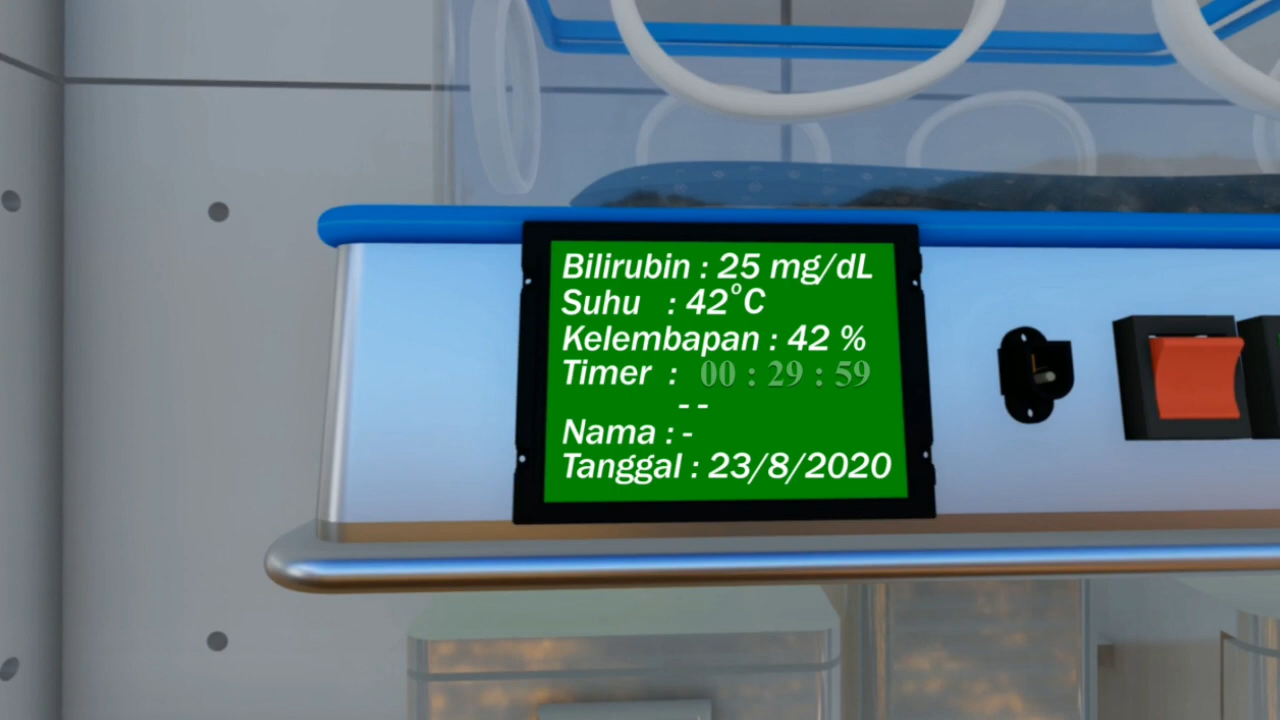 Bilirubin : 25 mg/dL
Suhu : 42°C
Kelembapan : 42 %
Timer : 00 : 29 : 59
--
Nama : -
Tanggal : 23/8/2020